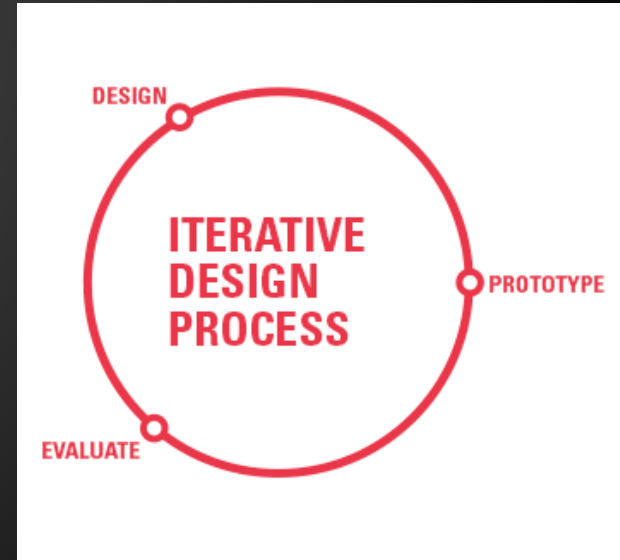 DESIGN
ITERATIVE
DESIGN
PROCESS
PROTOTYPE
EVALUATE